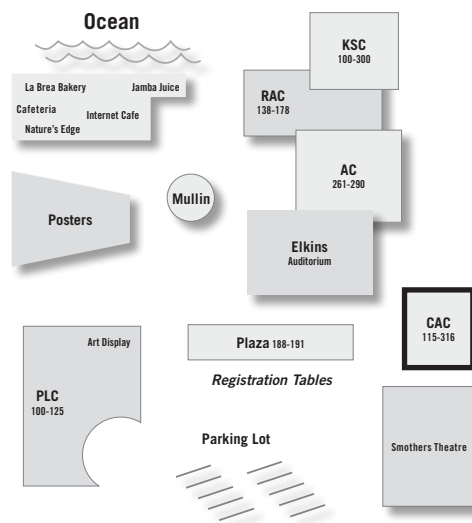 Ocean
KSC
100-300
La Brea Bakery
Jamba Juice
RAC
138-178
Cafeteria
Internet Cafe
Nature's Edge
AC
261-290
Mullin
Posters
Elkins
Auditorium
CAC
115-316
Art Display
Plaza 188-191
Registration Tables
PLC
100-125
Parking Lot
Smothers Theatre